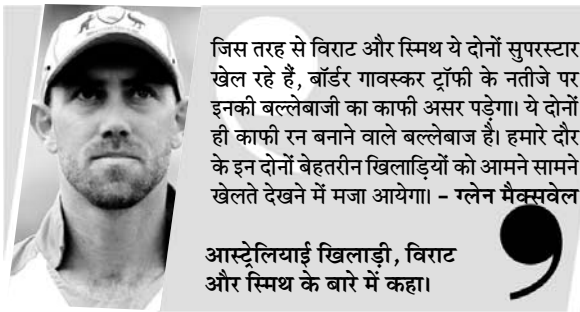 जिस तरह से विराट और स्मिथ ये दोनों सुपरस्टार
खेल रहे हैं, बॉर्डर गावस्कर ट्रॉफी के नतीजे पर
इनकी बल्लेबाजी का काफी असर पड़ेगा। ये दोनों
ही काफी रन बनाने वाले बल्लेबाज है। हमारे दौर
के इन दोनों बेहतरीन खिलाड़ियों को आमने सामने
खेलते देखने में मजा आयेगा। – ग्लेन मैक्सवेल
आस्ट्रेलियाई खिलाड़ी, विराट
और स्मिथ के बारे में कहा।